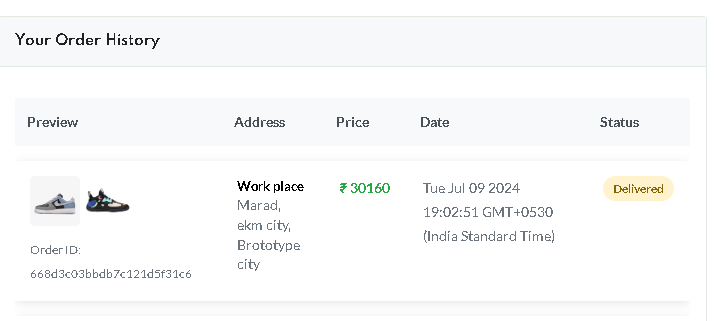 Your Order History
Preview Address Price Date Status
Work place
Marad,
ekm city,
Brototype
city
₹ 30160
Tue Jul 09 2024
19:02:51 GMT+0530
(India Standard Time)
Delivered
Order ID:
668d3c03bbdb7c121d5f31c6